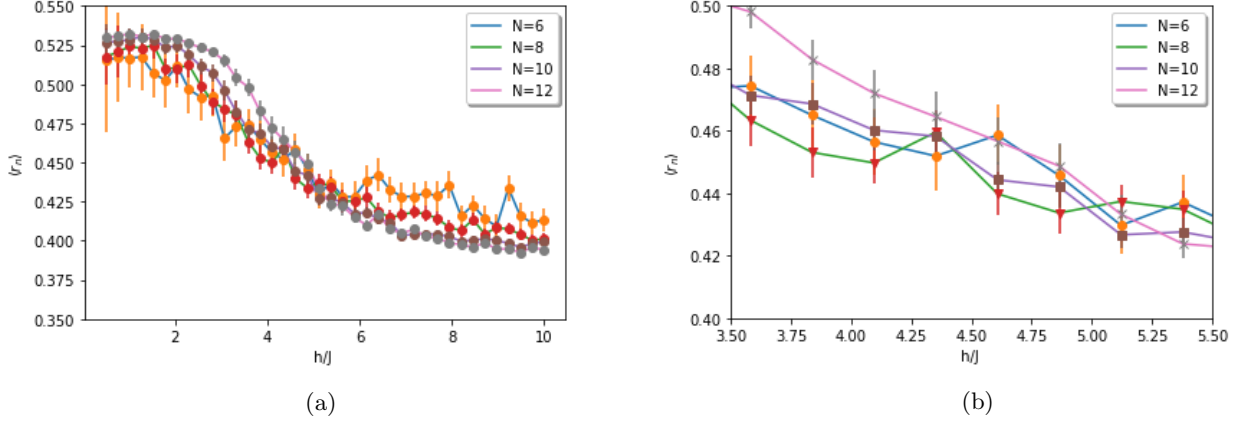 0.550
0.525
0.500
0.475
0.450
0.425
0.400
0.375
0.350
⟨rₙ⟩
2
4
6
8
10
h/J
N=6
N=8
N=10
N=12
(a)
0.50
0.48
0.46
0.44
0.42
0.40
⟨rₙ⟩
3.50
3.75
4.00
4.25
4.50
4.75
5.00
5.25
5.50
h/J
N=6
N=8
N=10
N=12
(b)